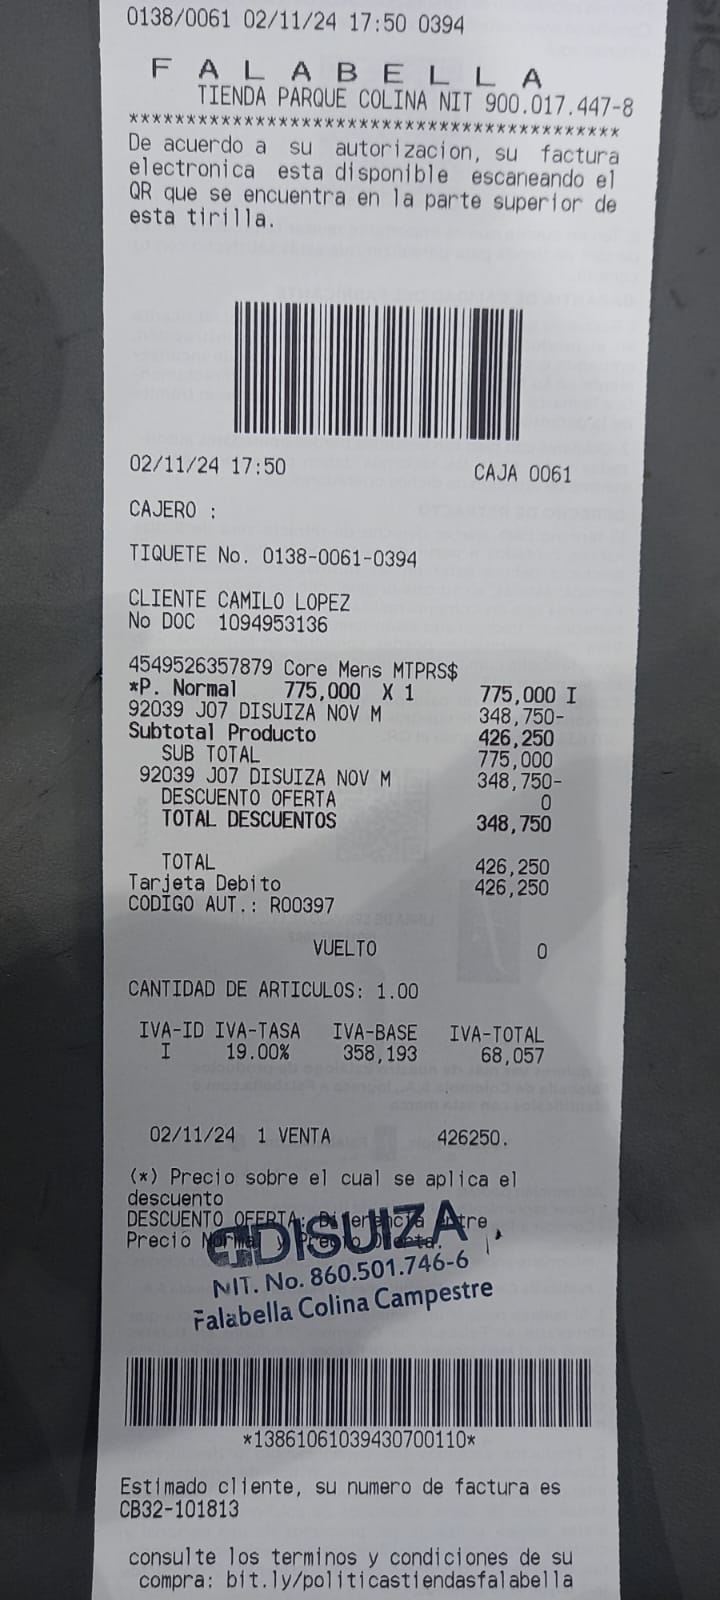 0138/0061 02/11/24 17:50 0394
FALABELLA
TIENDA PARQUE COLINA NIT 900.017.447-8
******************************************
De acuerdo a su autorizacion, su factura
electronica esta disponible escaneando el
QR que se encuentra en la parte superior de
esta tirilla.
02/11/24 17:50 CAJA 0061
CAJERO :
TIQUETE No. 0138-0061-0394
CLIENTE CAMILO LOPEZ
No DOC 1094953136
4549526357879 Core Mens MTPRS$
*P. Normal 775,000 X 1 775,000 I
92039 J07 DISUIZA NOV M 348,750-
Subtotal Producto 426,250
SUB TOTAL 775,000
92039 J07 DISUIZA NOV M 348,750-
DESCUENTO OFERTA 0
TOTAL DESCUENTOS 348,750
TOTAL 426,250
Tarjeta Debito 426,250
CODIGO AUT.: R00397
VUELTO 0
CANTIDAD DE ARTICULOS: 1.00
IVA-ID IVA-TASA IVA-BASE IVA-TOTAL
I 19.00% 358,193 68,057
02/11/24 1 VENTA 426250.
(*) Precio sobre el cual se aplica el
descuento
DESCUENTO OFERTA: Diferencia entre
Precio Normal y Precio Oferta.
DISUIZA
NIT. No. 860.501.746-6
Falabella Colina Campestre
*13861061039430700110*
Estimado cliente, su numero de factura es
CB32-101813
consulte los terminos y condiciones de su
compra: bit.ly/politicastiendasfalabella